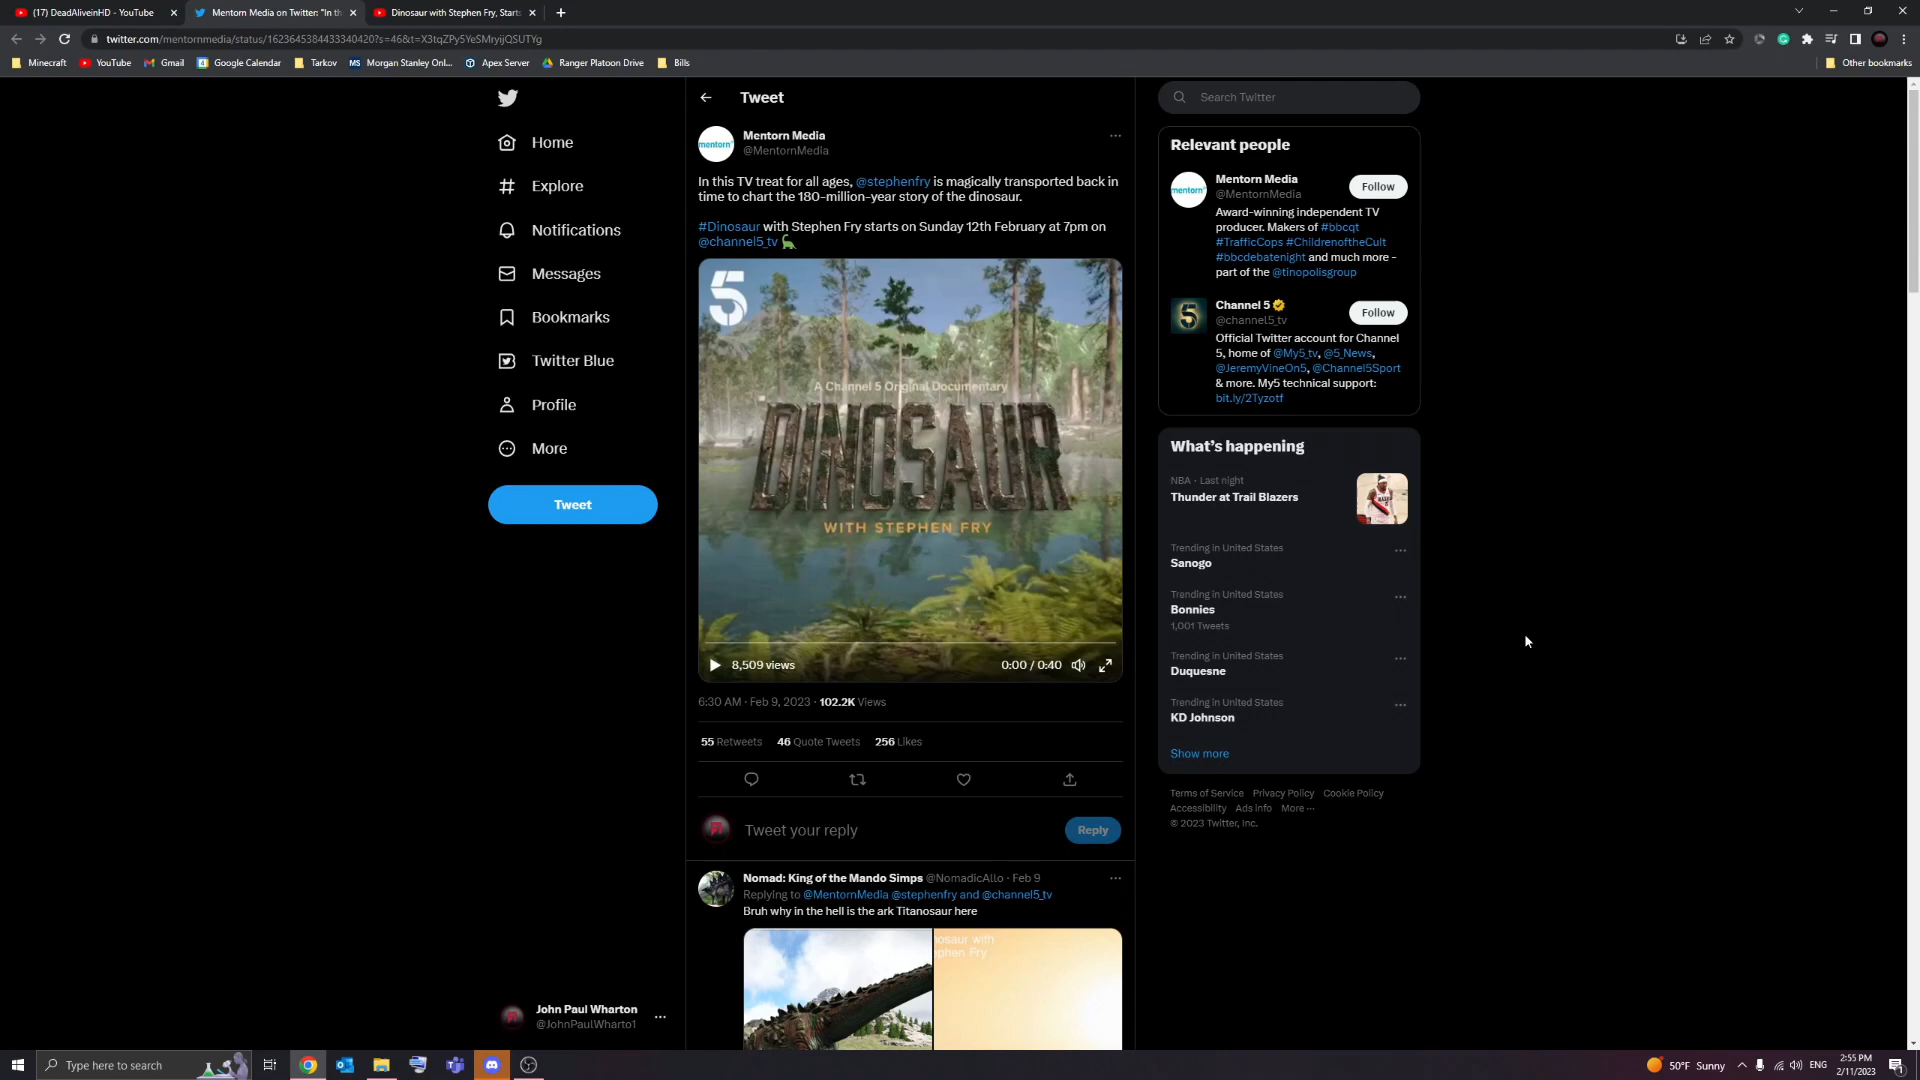 (17) DeadAliveinHD - YouTube
Mentorn Media on Twitter: "In th
Dinosaur with Stephen Fry, Starts
twitter.com/mentornmedia/status/1623645384433340420?s=46&t=X3tqZPy5YeSMryijQSUTYg
Minecraft
YouTube
Gmail
Google Calendar
Tarkov
MS Morgan Stanley Onl...
Apex Server
Ranger Platoon Drive
Bills
Other bookmarks
Home
Explore
Notifications
Messages
Bookmarks
Twitter Blue
Profile
More
Tweet
John Paul Wharton
@JohnPaulWharto1
Tweet
mentorn
Mentorn Media
@MentornMedia
In this TV treat for all ages, @stephenfry is magically transported back in
time to chart the 180-million-year story of the dinosaur.
#Dinosaur with Stephen Fry starts on Sunday 12th February at 7pm on
@channel5_tv
5
A Channel 5 Original Documentary
DINOSAUR
WITH STEPHEN FRY
8,509 views
0:00 / 0:40
6:30 AM · Feb 9, 2023 · 102.2K Views
55 Retweets 46 Quote Tweets 256 Likes
Tweet your reply
Reply
Nomad: King of the Mando Simps @NomadicAllo · Feb 9
Replying to @MentornMedia @stephenfry and @channel5_tv
Bruh why in the hell is the ark Titanosaur here
osaur with
phen Fry
Search Twitter
Relevant people
mentorn
Mentorn Media
@MentornMedia
Follow
Award-winning independent TV
producer. Makers of #bbcqt
#TrafficCops #ChildrenoftheCult
#bbcdebatenight and much more -
part of the @tinopolisgroup
5
Channel 5
@channel5_tv
Follow
Official Twitter account for Channel
5, home of @My5_tv, @5_News,
@JeremyVineOn5, @Channel5Sport
& more. My5 technical support:
bit.ly/2Tyzotf
What's happening
NBA · Last night
Thunder at Trail Blazers
Trending in United States
Sanogo
Trending in United States
Bonnies
1,001 Tweets
Trending in United States
Duquesne
Trending in United States
KD Johnson
Show more
Terms of Service Privacy Policy Cookie Policy
Accessibility Ads info More ···
© 2023 Twitter, Inc.
Type here to search
50°F Sunny
ENG
2:55 PM
2/11/2023